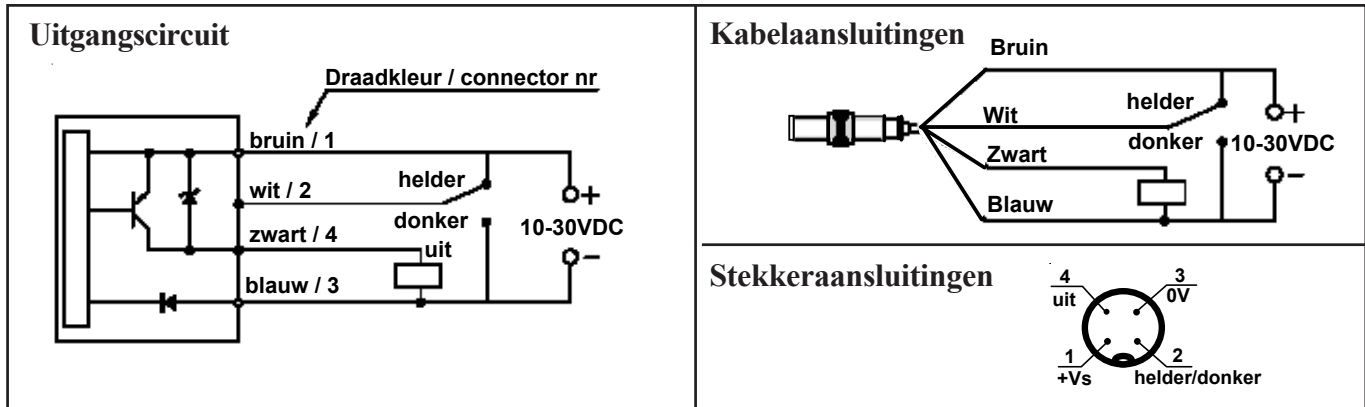 Uitgangscircuit
Draadkleur / connector nr
bruin / 1
wit / 2
helder
donker
zwart / 4
uit
blauw / 3
+
10-30VDC
−
Kabelaansluitingen
Bruin
Wit
helder
donker
Zwart
Blauw
+
10-30VDC
−
Stekkeraansluitingen
4
uit
3
0V
1
+Vs
2
helder/donker